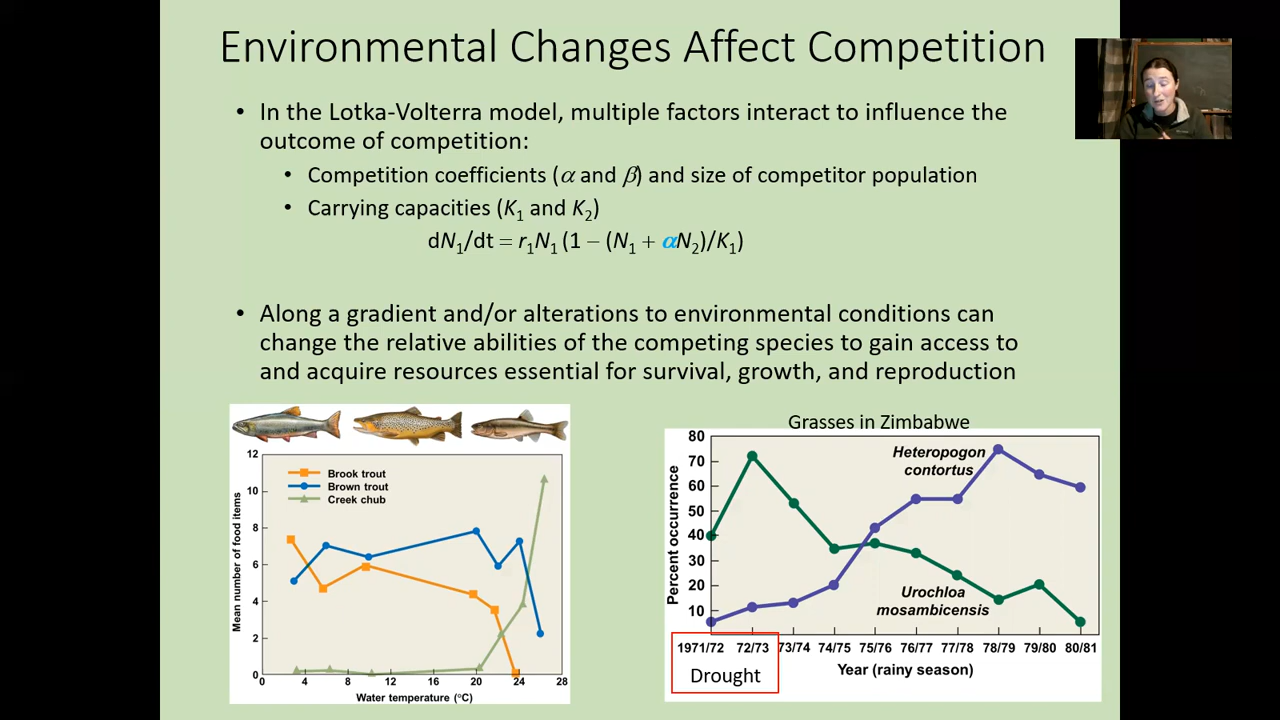 Environmental Changes Affect Competition
• In the Lotka-Volterra model, multiple factors interact to influence the
outcome of competition:
• Competition coefficients (α and β) and size of competitor population
• Carrying capacities (K₁ and K₂)
dN₁/dt = r₁N₁ (1 – (N₁ + αN₂)/K₁)
• Along a gradient and/or alterations to environmental conditions can
change the relative abilities of the competing species to gain access to
and acquire resources essential for survival, growth, and reproduction
Brook trout
Brown trout
Creek chub
Mean number of food items
12
10
8
6
4
2
0
0 4 8 12 16 20 24 28
Water temperature (°C)
Grasses in Zimbabwe
Percent occurrence
80
70
60
50
40
30
20
10
Heteropogon
contortus
Urochloa
mosambicensis
1971/72 72/73 73/74 74/75 75/76 76/77 77/78 78/79 79/80 80/81
Drought
Year (rainy season)